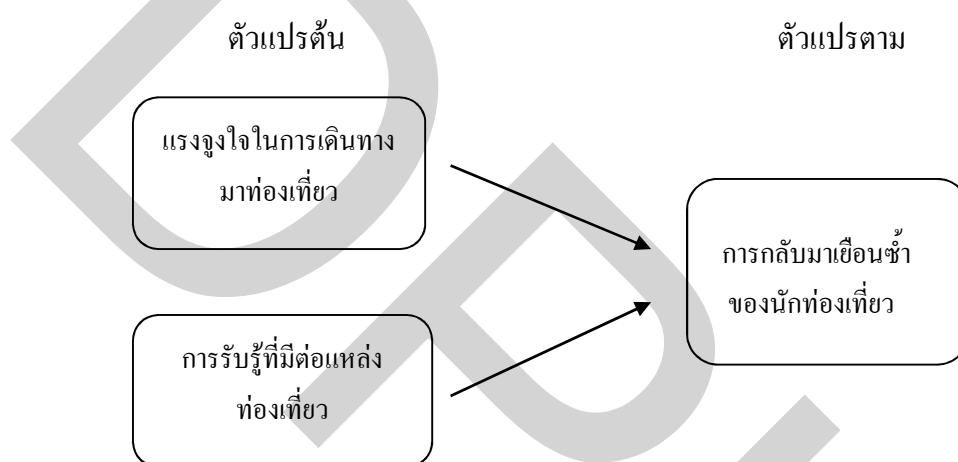 ตัวแปรต้น
ตัวแปรตาม
แรงจูงใจในการเดินทาง
มาท่องเที่ยว
การกลับมาเยือนซ้ำ
ของนักท่องเที่ยว
การรับรู้ที่มีต่อแหล่ง
ท่องเที่ยว